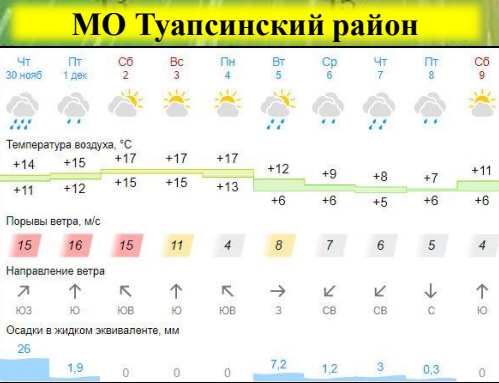 МО Туапсинский район
Чт Пт Сб Вс Пн Вт Ср Чт Пт Сб
30 нояб 1 дек 2 3 4 5 6 7 8 9
Температура воздуха, °C
+14 +15 +17 +17 +17 +12 +9 +8 +7 +11
+11 +12 +15 +15 +13 +6 +6 +5 +6 +6
Порывы ветра, м/с
15 16 15 11 4 8 7 6 5 4
Направление ветра
ЮЗ Ю ЮВ Ю ЮВ З СВ СВ С Ю
Осадки в жидком эквиваленте, мм
26 1,9 0 0 0 7,2 1,2 3 0,3 0